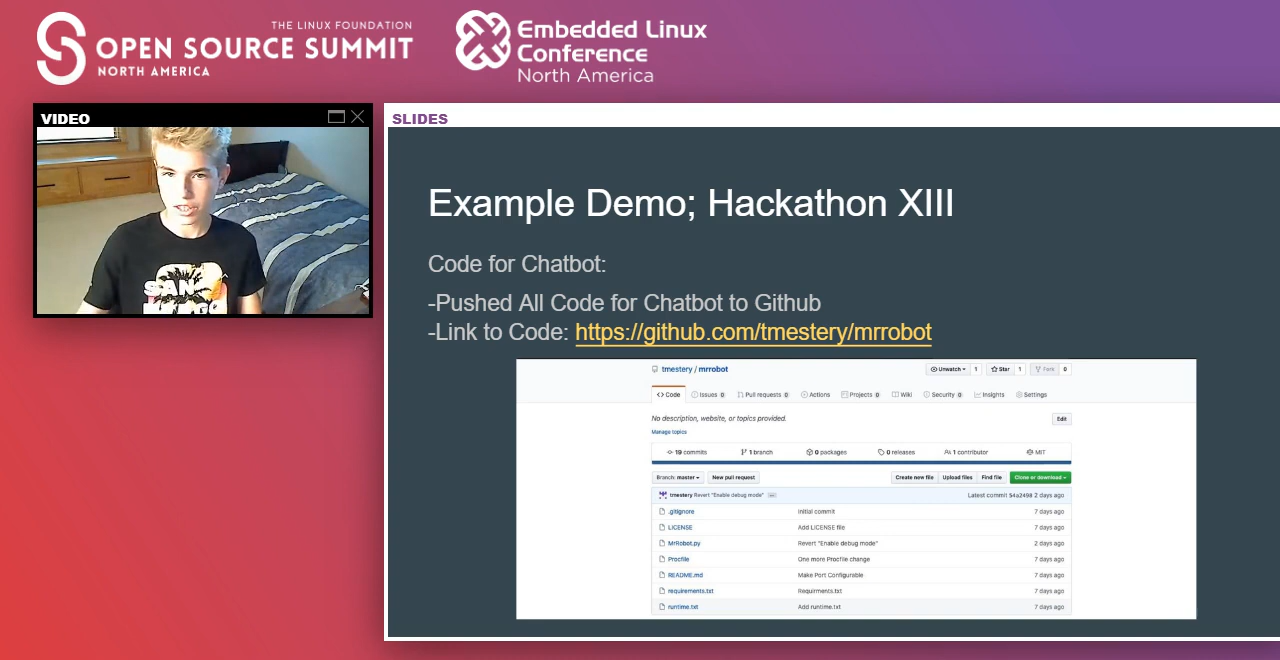 THE LINUX FOUNDATION
OPEN SOURCE SUMMIT
NORTH AMERICA
Embedded Linux
Conference
North America
VIDEO
SAN
SLIDES
Example Demo; Hackathon XIII
Code for Chatbot:
-Pushed All Code for Chatbot to Github
-Link to Code: https://github.com/tmestery/mrrobot
tmestery / mrrobot Unwatch 1 Star 1 Fork 0
Code Issues 0 Pull requests 0 Actions Projects 0 Wiki Security 0 Insights Settings
No description, website, or topics provided. Edit
Manage topics
19 commits 1 branch 0 packages 0 releases 1 contributor MIT
Branch: master New pull request Create new file Upload files Find file Clone or download
tmestery Revert "Enable debug mode" Latest commit 54a2498 2 days ago
.gitignore Initial commit 7 days ago
LICENSE Add LICENSE file 7 days ago
MrRobot.py Revert "Enable debug mode" 2 days ago
Procfile One more Procfile change 7 days ago
README.md Make Port Configurable 7 days ago
requirements.txt Requirments.txt 7 days ago
runtime.txt Add runtime.txt 7 days ago